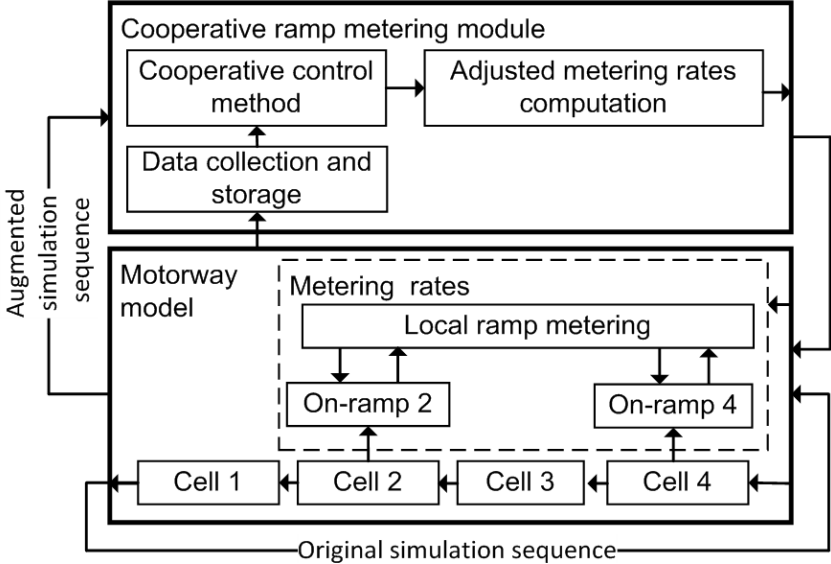 Cooperative ramp metering module
Cooperative control
method
Adjusted metering rates
computation
Data collection and
storage
Augmented
simulation
sequence
Motorway
model
Metering rates
Local ramp metering
On-ramp 2
On-ramp 4
Cell 1
Cell 2
Cell 3
Cell 4
Original simulation sequence